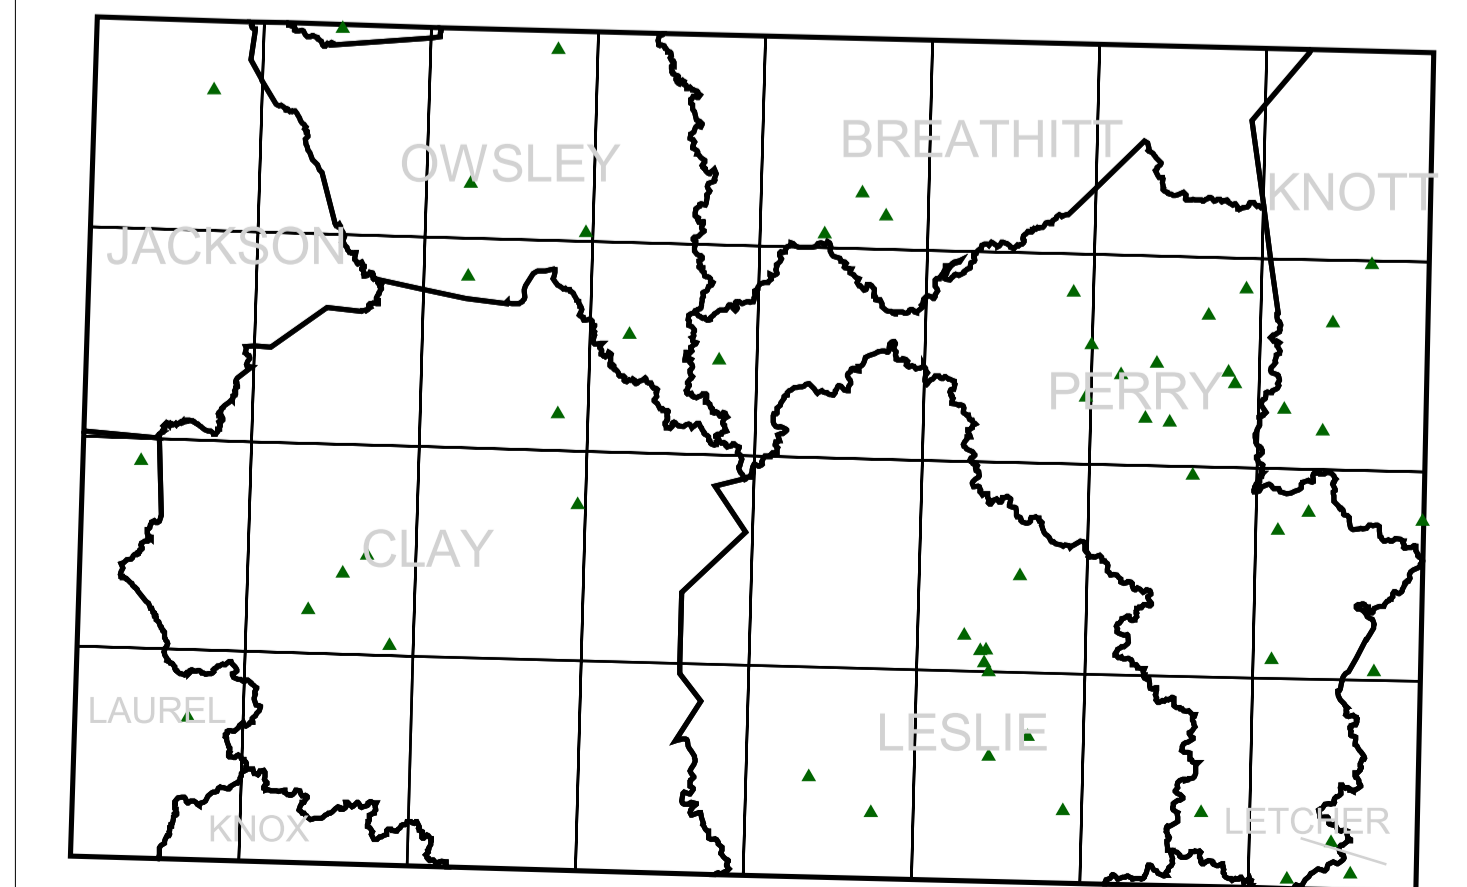 BREATHITT
OWSLEY
KNOTT
JACKSON
PERRY
CLAY
LAUREL
LESLIE
LETCHER
KNOX